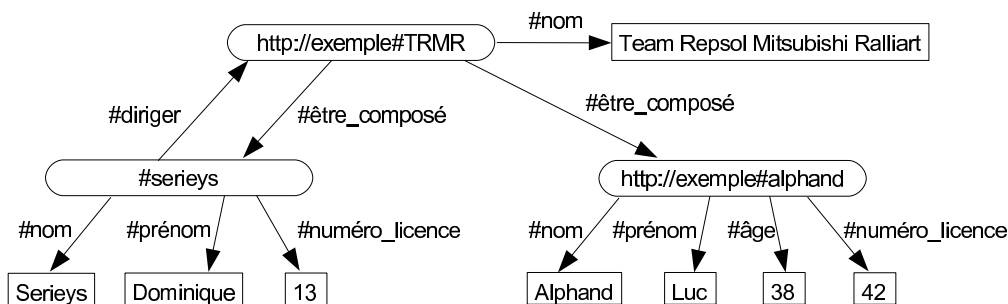 #nom
http://exemple#TRMR
Team Repsol Mitsubishi Ralliart
#être_composé
#diriger
#être_composé
#serieys
http://exemple#alphand
#nom
#prénom
#numéro_licence
#nom
#prénom
#âge
#numéro_licence
Serieys
Dominique
13
Alphand
Luc
38
42